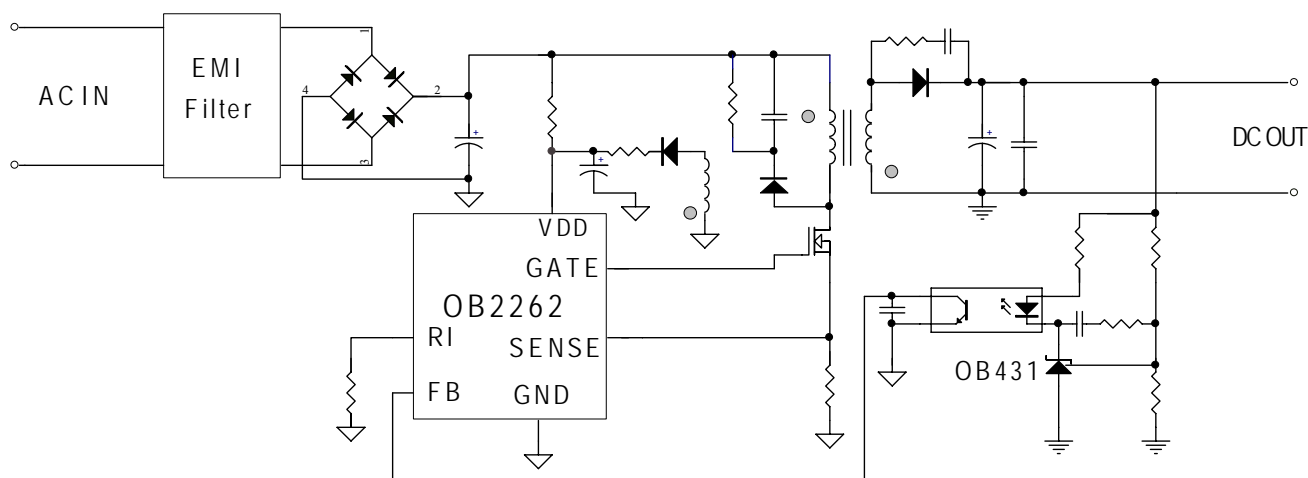 EMI
Filter
AC IN
1
4
2
3
DC OUT
VDD
GATE
OB2262
RI
SENSE
FB
GND
OB431
+
+
+